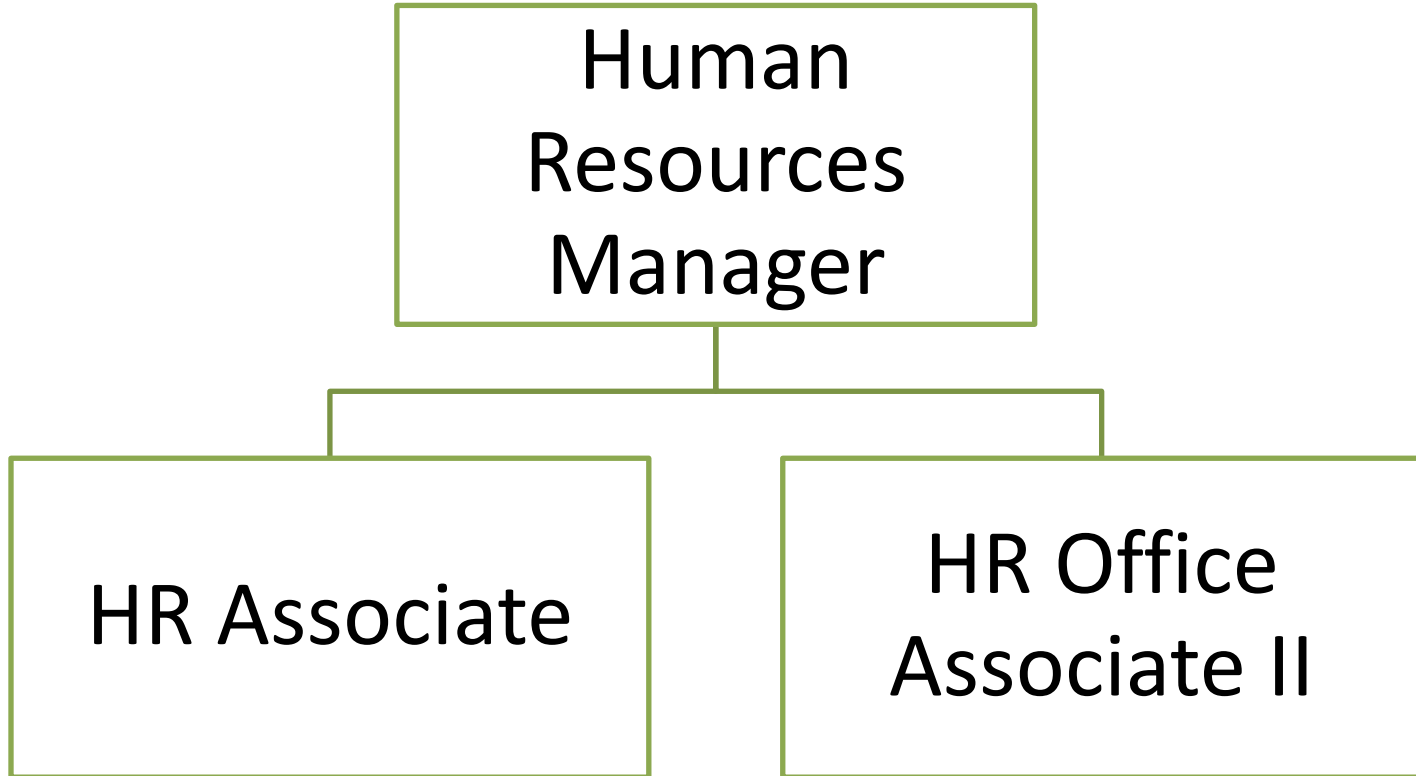 Human
Resources
Manager
HR Associate
HR Office
Associate II